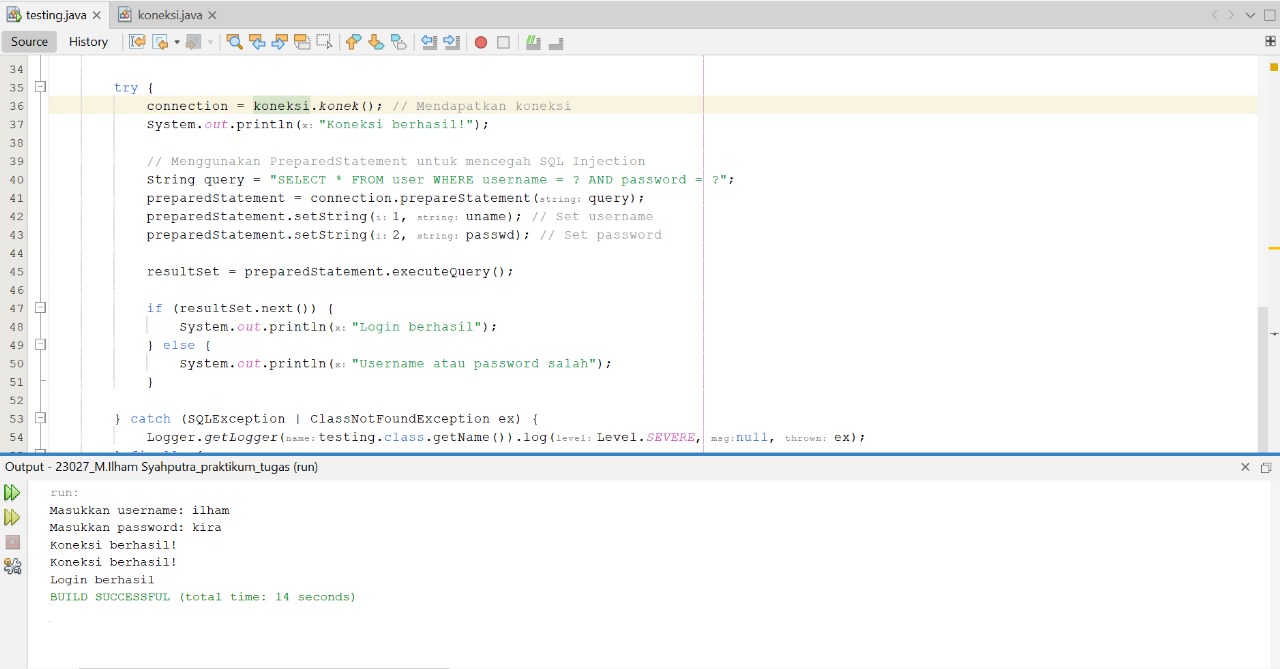 testing.java
koneksi.java
Source History
34
35 try {
36 connection = koneksi.konek(); // Mendapatkan koneksi
37 System.out.println(x: "Koneksi berhasil!");
38
39 // Menggunakan PreparedStatement untuk mencegah SQL Injection
40 String query = "SELECT * FROM user WHERE username = ? AND password = ?";
41 preparedStatement = connection.prepareStatement(string: query);
42 preparedStatement.setString(i: 1, string: uname); // Set username
43 preparedStatement.setString(i: 2, string: passwd); // Set password
44
45 resultSet = preparedStatement.executeQuery();
46
47 if (resultSet.next()) {
48 System.out.println(x: "Login berhasil");
49 } else {
50 System.out.println(x: "Username atau password salah");
51 }
52
53 } catch (SQLException | ClassNotFoundException ex) {
54 Logger.getLogger(name: testing.class.getName()).log(level: Level.SEVERE, msg: null, thrown: ex);
Output - 23027_M.Ilham Syahputra_praktikum_tugas (run)
run:
Masukkan username: ilham
Masukkan password: kira
Koneksi berhasil!
Koneksi berhasil!
Login berhasil
BUILD SUCCESSFUL (total time: 14 seconds)